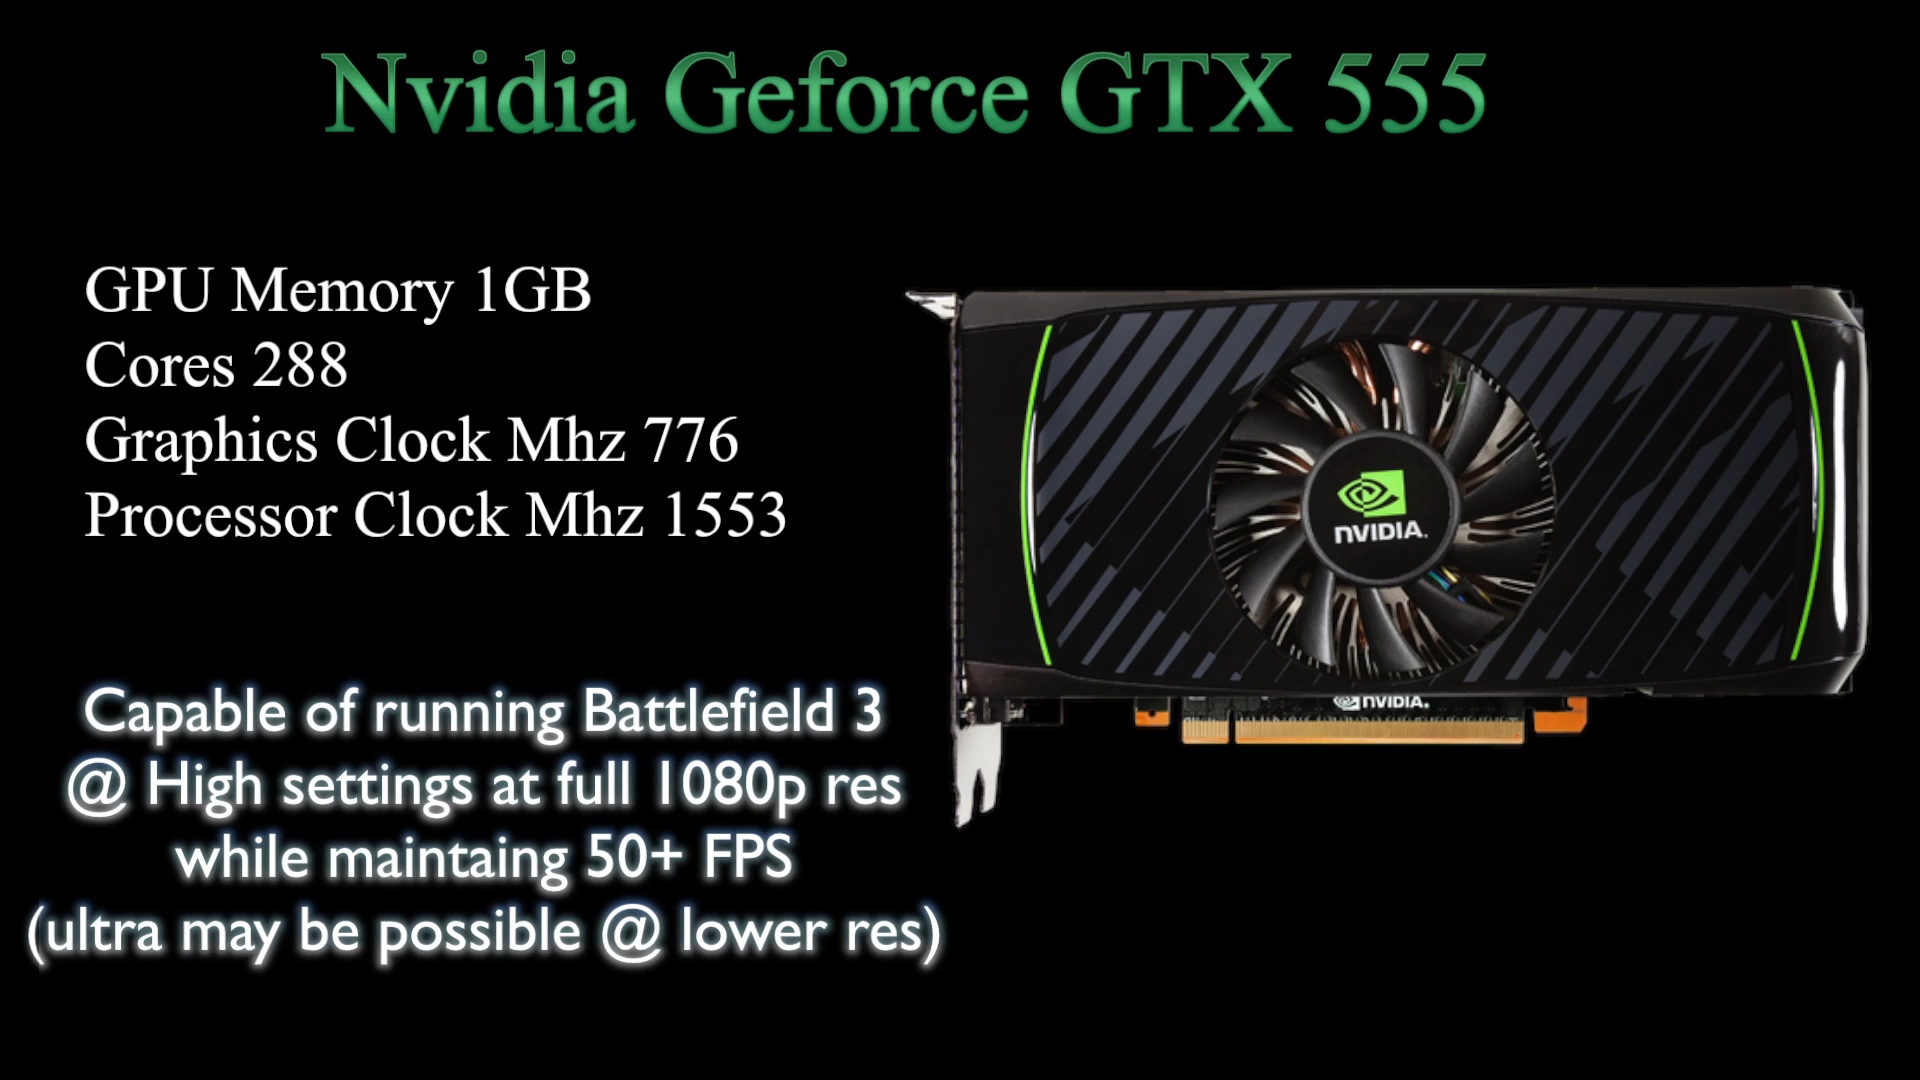 Nvidia Geforce GTX 555
GPU Memory 1GB
Cores 288
Graphics Clock Mhz 776
Processor Clock Mhz 1553
Capable of running Battlefield 3
@ High settings at full 1080p res
while maintaing 50+ FPS
(ultra may be possible @ lower res)
NVIDIA.
NVIDIA.